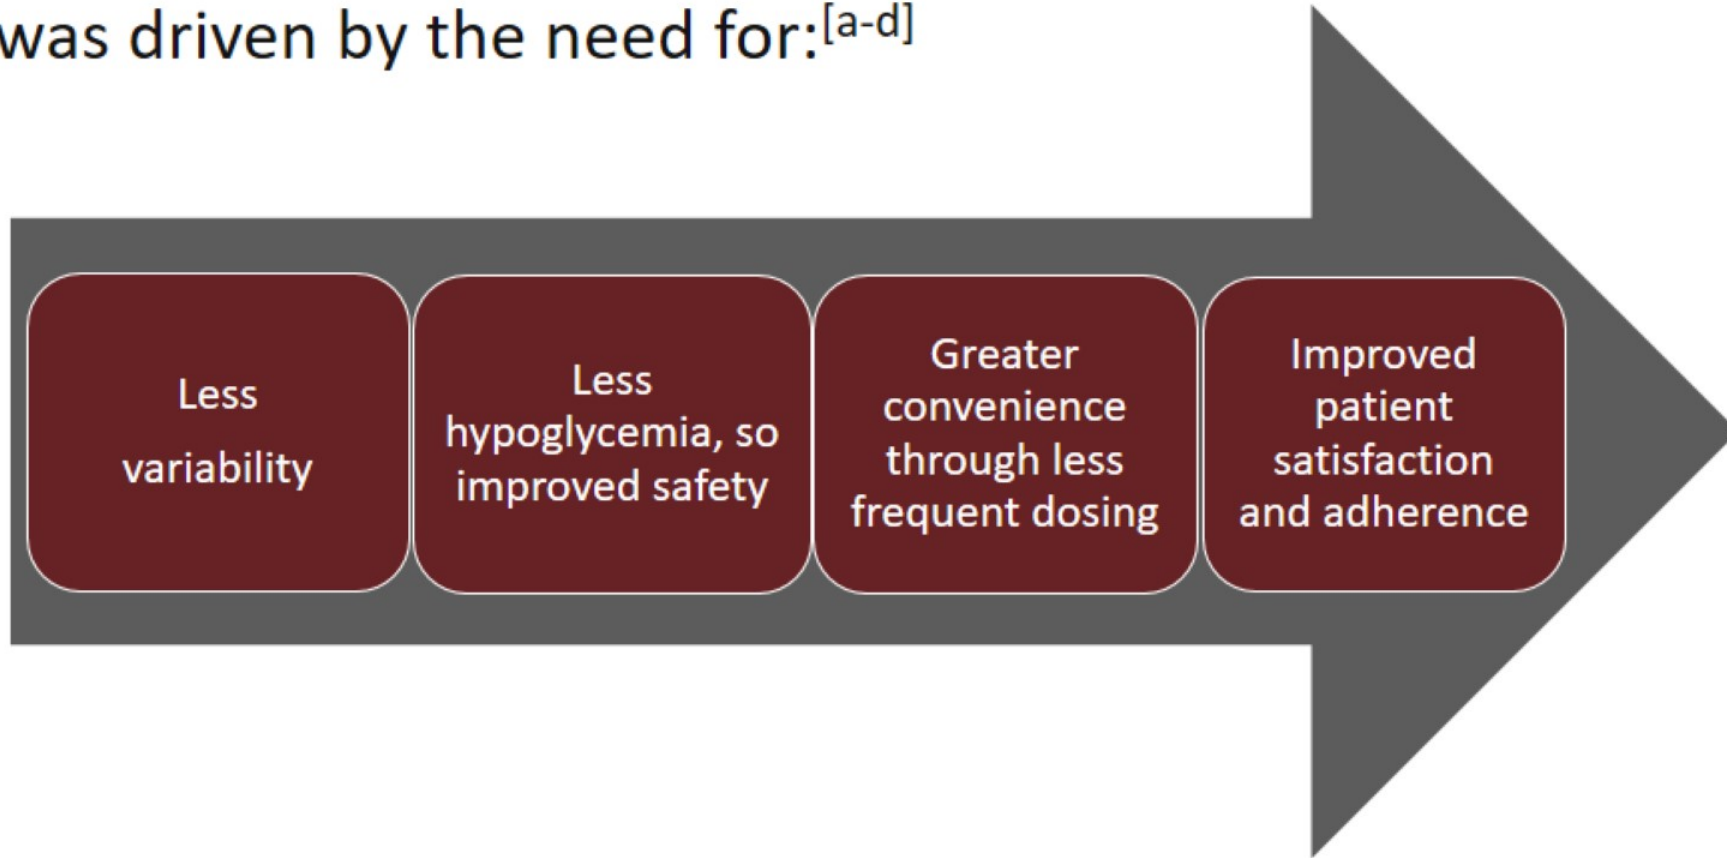 was driven by the need for:[a-d]
Less
variability
Less
hypoglycemia, so
improved safety
Greater
convenience
through less
frequent dosing
Improved
patient
satisfaction
and adherence